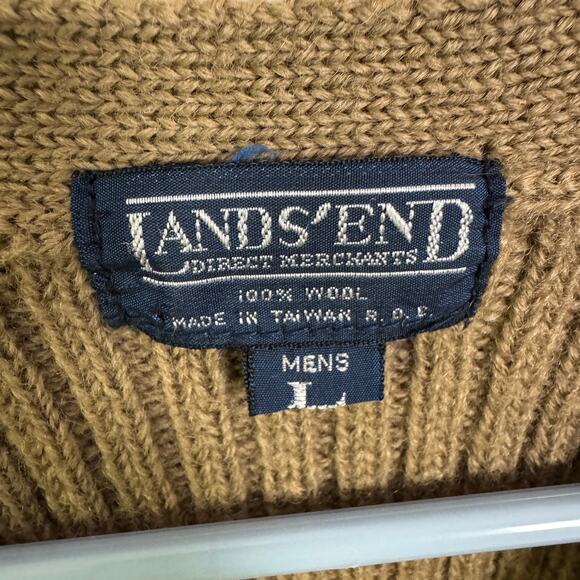 LANDS' END
DIRECT MERCHANTS
100% WOOL
MADE IN TAIWAN R.O.C.
MENS
L